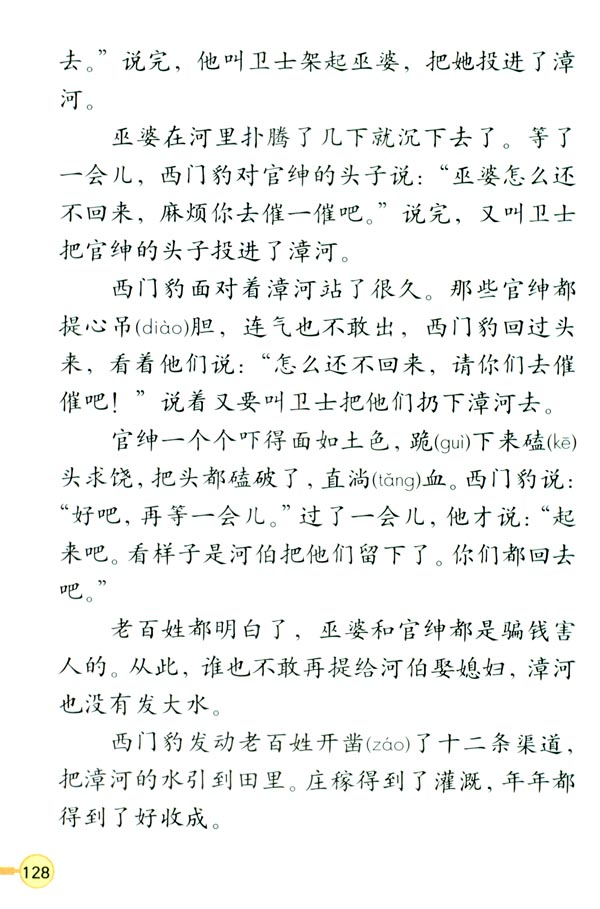 去。”说完，他叫卫士架起巫婆，把她投进了漳
河。
巫婆在河里扑腾了几下就沉下去了。等了
一会儿，西门豹对官绅的头子说：“巫婆怎么还
不回来，麻烦你去催一催吧。”说完，又叫卫士
把官绅的头子投进了漳河。
西门豹面对着漳河站了很久。那些官绅都
提心吊(diào)胆，连气也不敢出，西门豹回过头
来，看着他们说：“怎么还不回来，请你们去催
催吧！”说着又要叫卫士把他们扔下漳河去。
官绅一个个吓得面如土色，跪(guì)下来磕(kē)
头求饶，把头都磕破了，直淌(tǎng)血。西门豹说：
“好吧，再等一会儿。”过了一会儿，他才说：“起
来吧。看样子是河伯把他们留下了。你们都回去
吧。”
老百姓都明白了，巫婆和官绅都是骗钱害
人的。从此，谁也不敢再提给河伯娶媳妇，漳河
也没有发大水。
西门豹发动老百姓开凿(záo)了十二条渠道，
把漳河的水引到田里。庄稼得到了灌溉，年年都
得到了好收成。
128